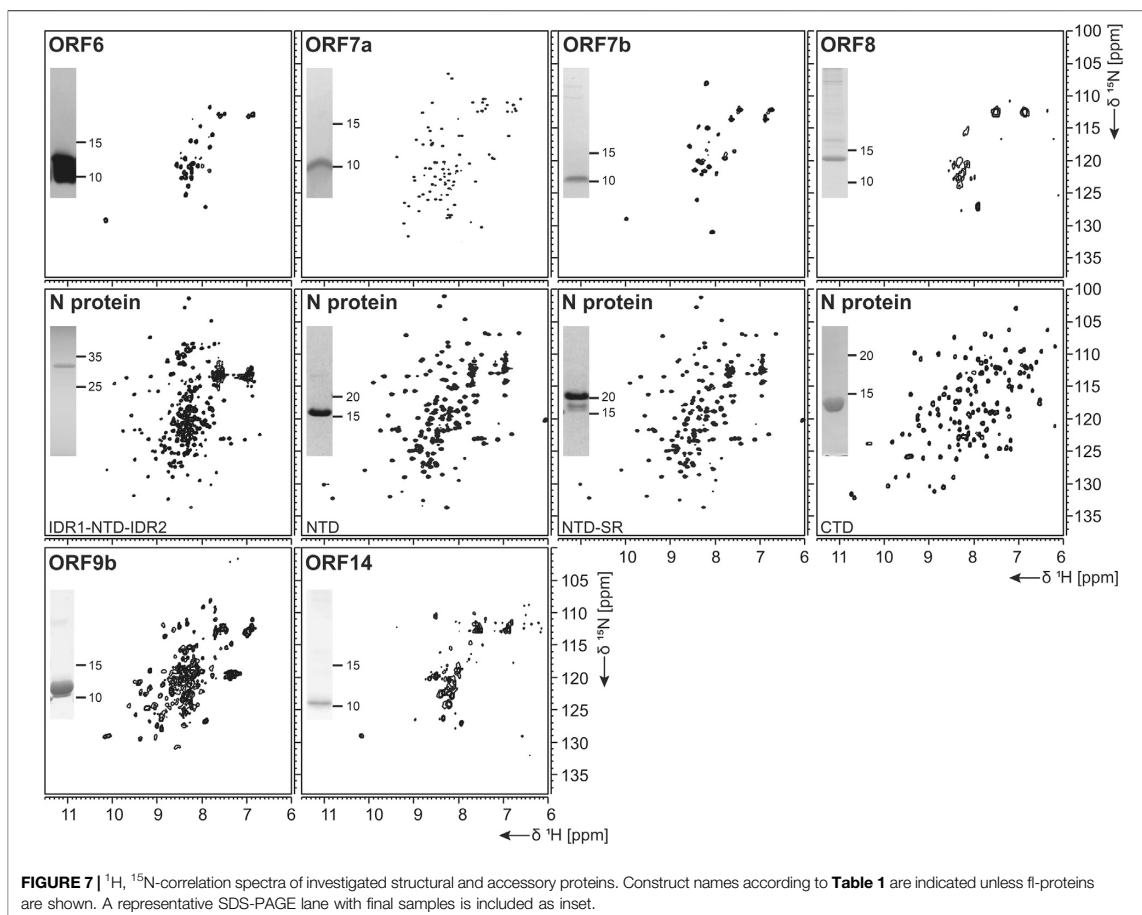 ORF6
ORF7a
ORF7b
ORF8
15
10
15
10
15
10
15
10
100
105
110
115
120
125
130
135
δ ¹⁵N [ppm]
N protein
N protein
N protein
N protein
35
25
20
15
20
15
20
15
IDR1-NTD-IDR2
NTD
NTD-SR
CTD
100
105
110
115
120
125
130
135
δ ¹⁵N [ppm]
10 9 8 7 6
11 10 9 8 7 6
δ ¹H [ppm]
ORF9b
ORF14
15
10
15
10
105
110
115
120
125
130
135
δ ¹⁵N [ppm]
11 10 9 8 7 6
11 10 9 8 7 6
δ ¹H [ppm]
FIGURE 7 | ¹H, ¹⁵N-correlation spectra of investigated structural and accessory proteins. Construct names according to Table 1 are indicated unless fl-proteins
are shown. A representative SDS-PAGE lane with final samples is included as inset.